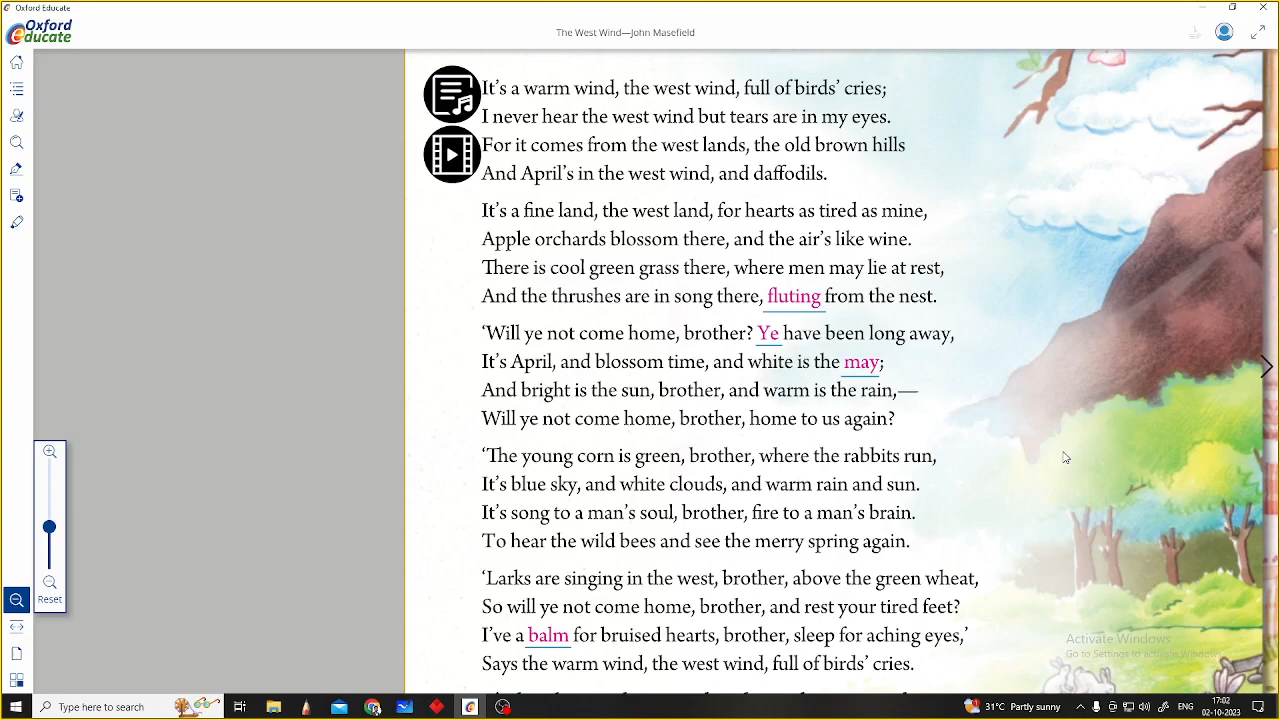 Oxford Educate
Oxford
educate
The West Wind—John Masefield
It's a warm wind, the west wind, full of birds' cries;
I never hear the west wind but tears are in my eyes.
For it comes from the west lands, the old brown hills
And April's in the west wind, and daffodils.
It's a fine land, the west land, for hearts as tired as mine,
Apple orchards blossom there, and the air's like wine.
There is cool green grass there, where men may lie at rest,
And the thrushes are in song there, fluting from the nest.
‘Will ye not come home, brother? Ye have been long away,
It's April, and blossom time, and white is the may;
And bright is the sun, brother, and warm is the rain,—
Will ye not come home, brother, home to us again?
‘The young corn is green, brother, where the rabbits run,
It's blue sky, and white clouds, and warm rain and sun.
It's song to a man's soul, brother, fire to a man's brain.
To hear the wild bees and see the merry spring again.
‘Larks are singing in the west, brother, above the green wheat,
So will ye not come home, brother, and rest your tired feet?
I've a balm for bruised hearts, brother, sleep for aching eyes,’
Says the warm wind, the west wind, full of birds' cries.
Reset
Activate Windows
Go to Settings to activate Windows.
Type here to search
31°C Partly sunny
ENG
17:02
02-10-2023